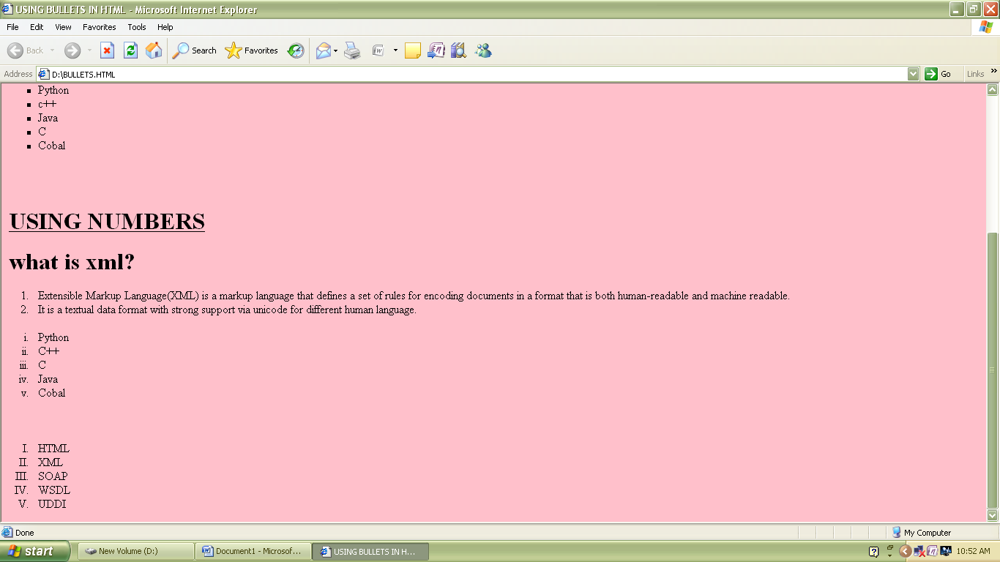 USING BULLETS IN HTML - Microsoft Internet Explorer
File Edit View Favorites Tools Help
Back Search Favorites
Address D:\BULLETS.HTML Go Links »
Python
c++
Java
C
Cobal
USING NUMBERS
what is xml?
1. Extensible Markup Language(XML) is a markup language that defines a set of rules for encoding documents in a format that is both human-readable and machine readable.
2. It is a textual data format with strong support via unicode for different human language.
i. Python
ii. C++
iii. C
iv. Java
v. Cobal
I. HTML
II. XML
III. SOAP
IV. WSDL
V. UDDI
Done My Computer
start New Volume (D:) Document1 - Microsof... USING BULLETS IN H... 10:52 AM